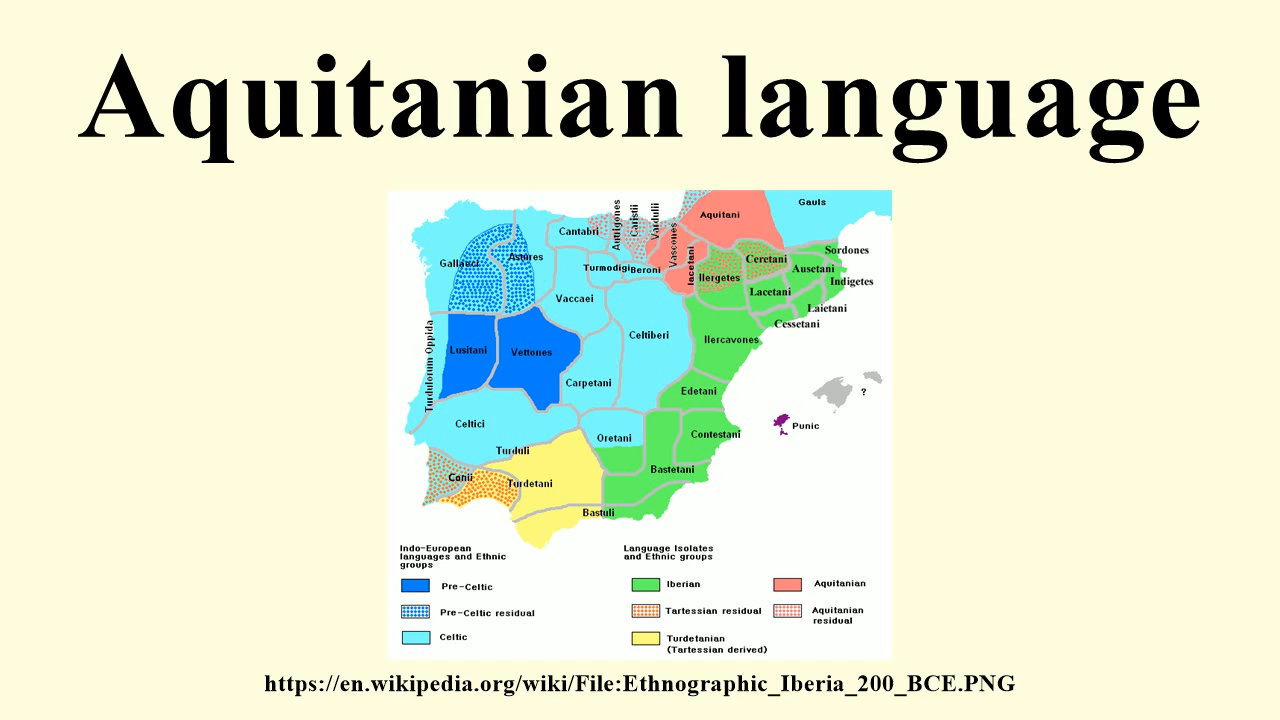 Aquitanian language
Gauls
Aquitani
Autrigones
Caristii
Varduli
Cantabri
Vascones
Iacetani
Sordones
Ceretani
Astures
Gallaeci
Turmodigi
Beroni
Ilergetes
Ausetani
Indigetes
Lacetani
Vaccaei
Laietani
Cessetani
Celtiberi
Ilercavones
Turdulorum Oppida
Lusitani
Vettones
Carpetani
Edetani
?
Punic
Celtici
Oretani
Contestani
Turduli
Bastetani
Conii
Turdetani
Bastuli
Indo-European
languages and Ethnic
groups
Pre-Celtic
Pre-Celtic residual
Celtic
Language Isolates
and Ethnic groups
Iberian
Tartessian residual
Turdetanian
(Tartessian derived)
Aquitanian
Aquitanian
residual
https://en.wikipedia.org/wiki/File:Ethnographic_Iberia_200_BCE.PNG